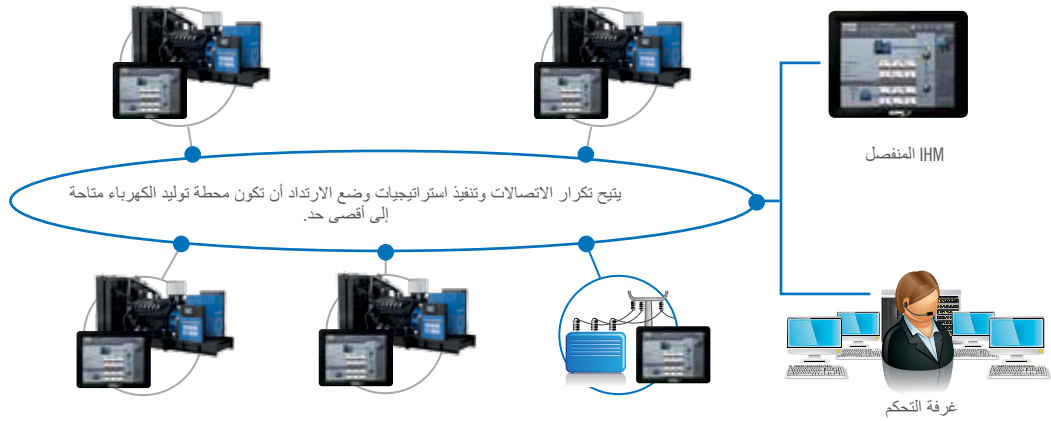 IHM المنفصل
يتيح تكرار الاتصالات وتنفيذ استراتيجيات وضع الارتداد أن تكون محطة توليد الكهرباء متاحة
إلى أقصى حد.
غرفة التحكم